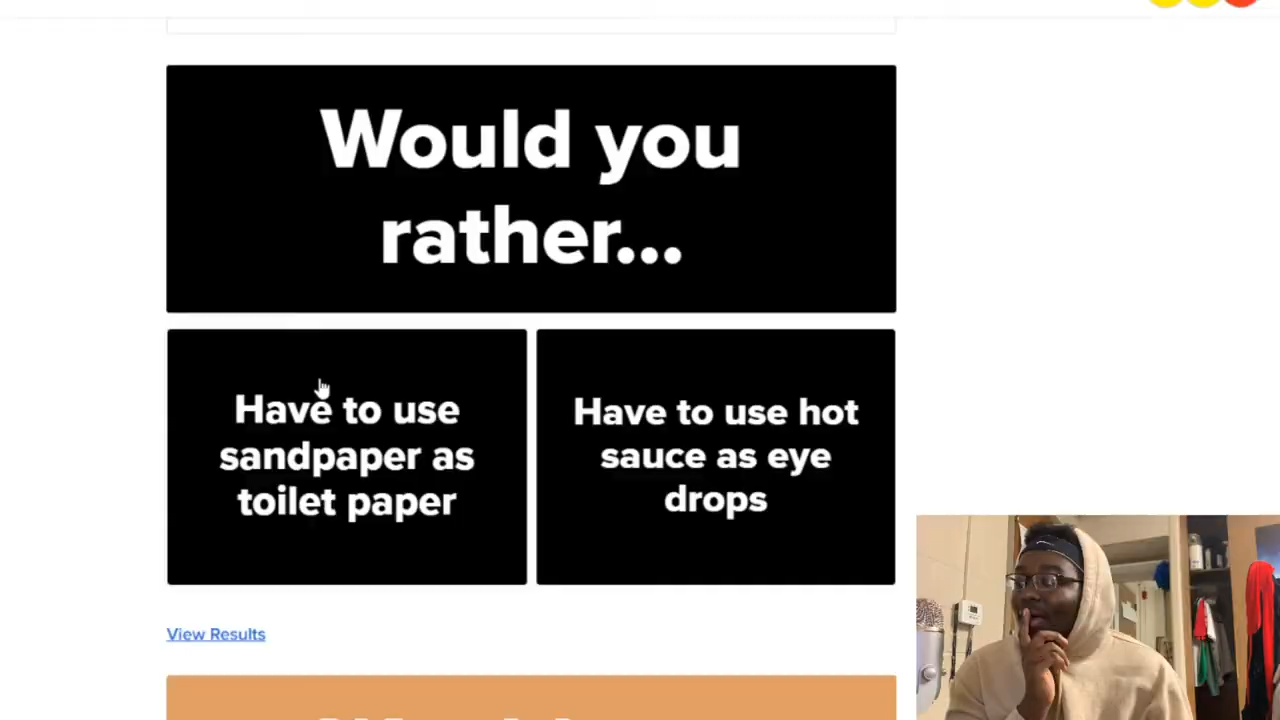 Would you
rather...
Have to use
sandpaper as
toilet paper
Have to use hot
sauce as eye
drops
View Results